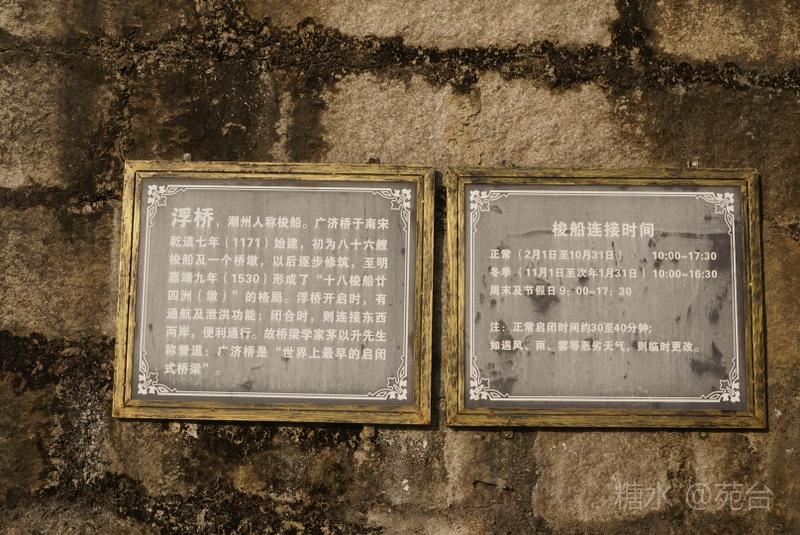 浮桥，潮州人称梭船。广济桥于南宋
乾道七年（1171）始建，初为八十六艘
梭船及一个桥墩，以后逐步修筑，至明
嘉靖九年（1530）形成了“十八梭船廿
四洲（墩）”的格局。浮桥开启时，有
通航及泄洪功能；闭合时，则连接东西
两岸，便利通行。故桥梁学家茅以升先生
称誉道：广济桥是“世界上最早的启闭
式桥梁”。
梭船连接时间
正常（2月1日至10月31日） 10:00-17:30
冬季（11月1日至次年1月31日）10:00-16:30
周末及节假日9：00-17：30
注：正常启闭时间约30至40分钟；
如遇风、雨、雾等恶劣天气，则临时更改。
糖水 @苑台